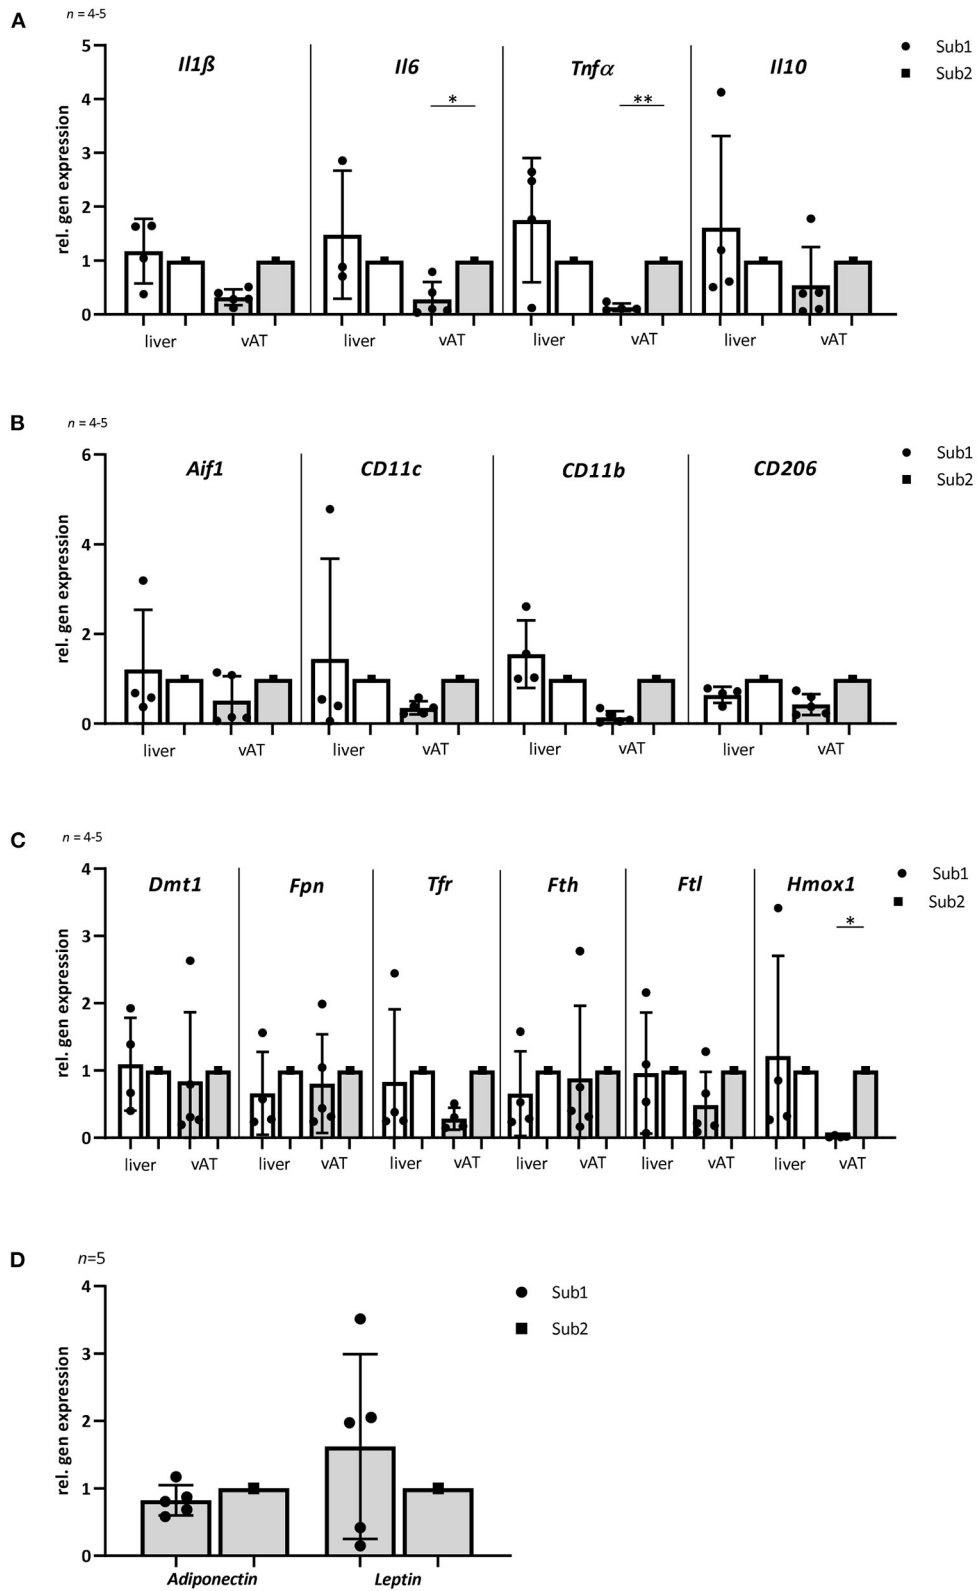 A
n = 4-5
5
4
3
2
1
0
rel. gen expression
Il1ß
Il6
Tnfα
Il10
*
**
Sub1
Sub2
liver vAT liver vAT liver vAT liver vAT
B
n = 4-5
6
4
2
0
rel. gen expression
Aif1
CD11c
CD11b
CD206
Sub1
Sub2
liver vAT liver vAT liver vAT liver vAT
C
n = 4-5
4
3
2
1
0
rel. gen expression
Dmt1
Fpn
Tfr
Fth
Ftl
Hmox1
*
Sub1
Sub2
liver vAT liver vAT liver vAT liver vAT liver vAT liver vAT
D
n=5
4
3
2
1
0
rel. gen expression
Sub1
Sub2
Adiponectin Leptin